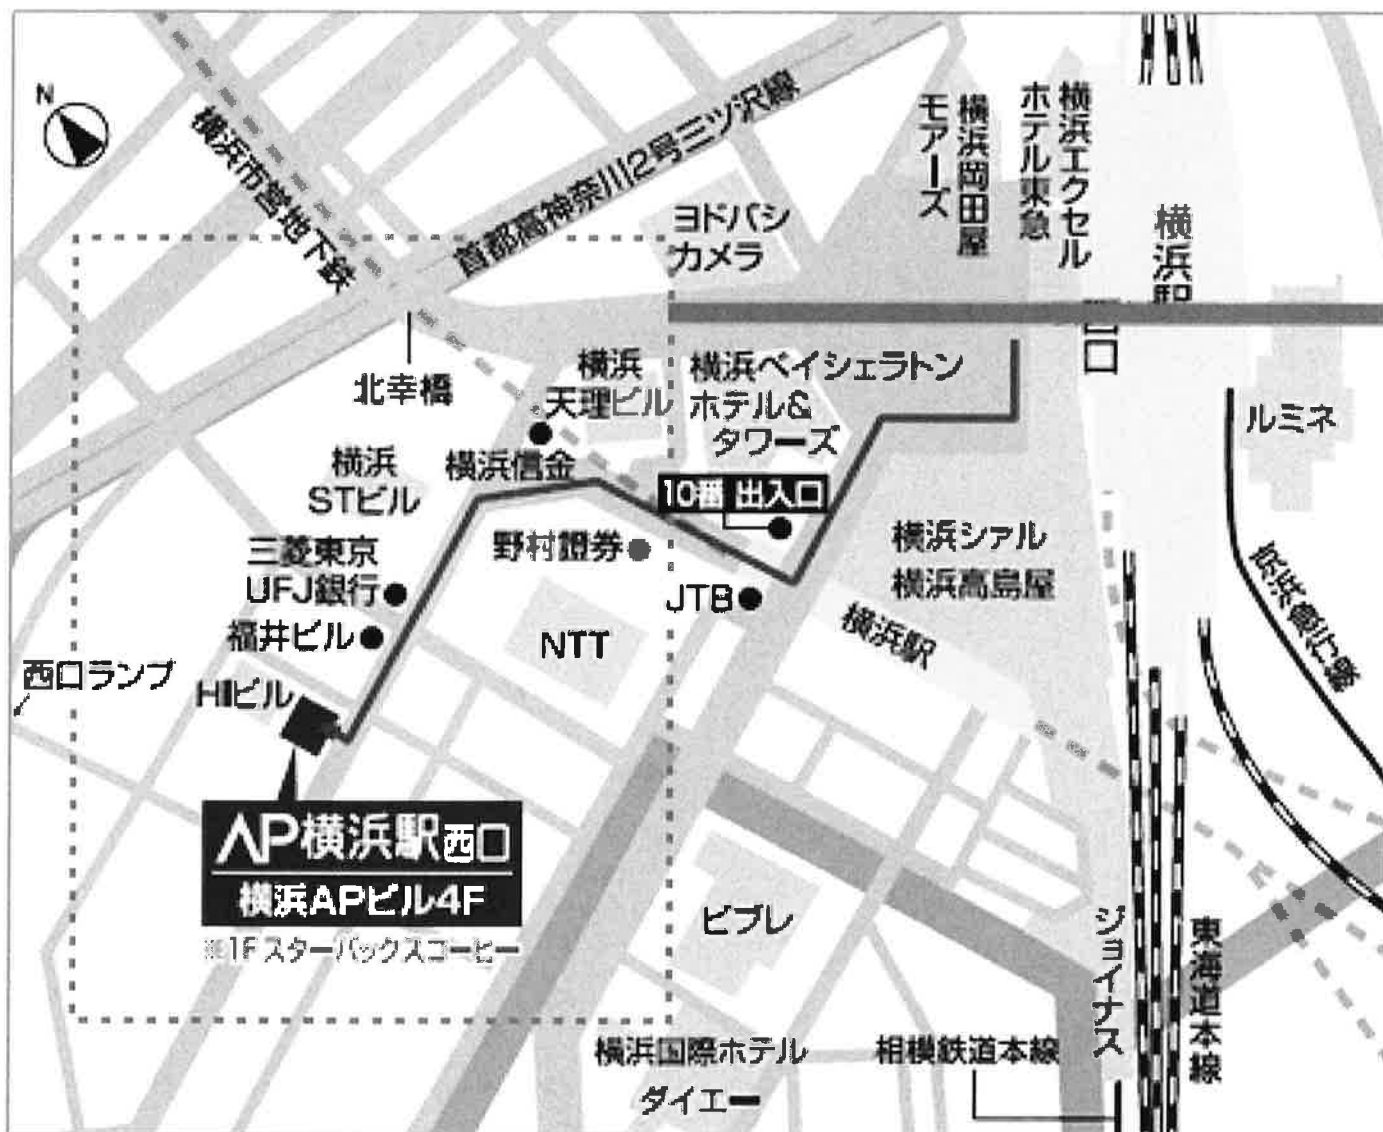 N
横浜市営地下鉄
首都高神奈川2号三ツ沢線
ヨドバシ
カメラ
横浜岡田屋
モアーズ
横浜エクセル
ホテル東急
横浜駅
西口
北幸橋
横浜
天理ビル
横浜ベイシェラトン
ホテル&
タワーズ
ルミネ
横浜
STビル
横浜信金
10番 出入口
野村證券
横浜シァル
横浜高島屋
三菱東京
UFJ銀行
JTB
横浜駅
京浜急行線
福井ビル
NTT
西口ランプ
HIビル
AP横浜駅西口
横浜APビル4F
※1F スターバックスコーヒー
ビブレ
ジョイナス
東海道本線
横浜国際ホテル
相模鉄道本線
ダイエー